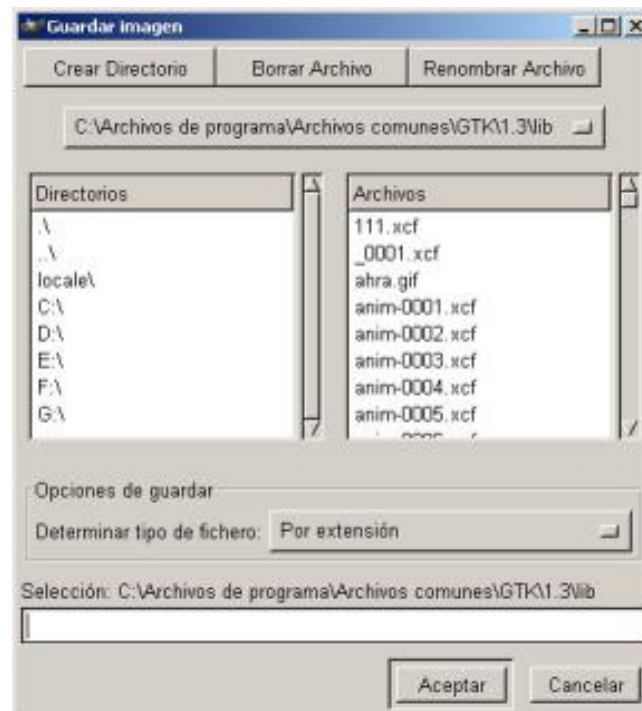 Guardar imagen
Crear Directorio
Borrar Archivo
Renombrar Archivo
C:\Archivos de programa\Archivos comunes\GTK\1.3\lib
Directorios
.\
..\
locale\
C:\
D:\
E:\
F:\
G:\
Archivos
111.xcf
_0001.xcf
ahra.gif
anim-0001.xcf
anim-0002.xcf
anim-0003.xcf
anim-0004.xcf
anim-0005.xcf
Opciones de guardar
Determinar tipo de fichero: Por extensión
Selección: C:\Archivos de programa\Archivos comunes\GTK\1.3\lib
Aceptar
Cancelar